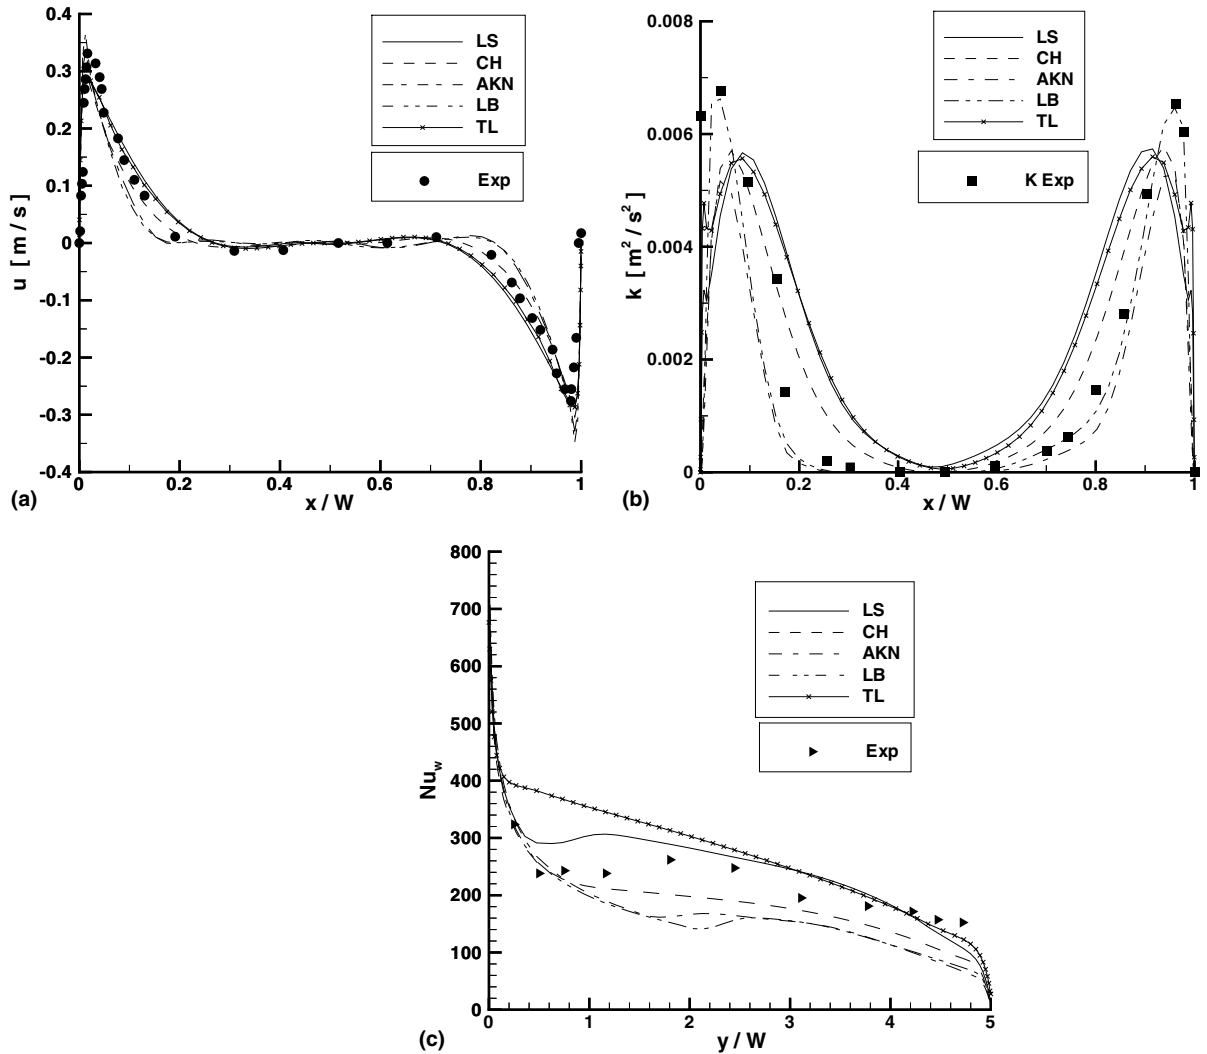 0.4
0.3
0.2
0.1
0
-0.1
-0.2
-0.3
-0.4
u [ m / s ]
0
0.2
0.4
0.6
0.8
1
x / W
(a)
LS
CH
AKN
LB
TL
Exp
0.008
0.006
0.004
0.002
0
k [ m² / s² ]
0
0.2
0.4
0.6
0.8
1
x / W
(b)
LS
CH
AKN
LB
TL
K Exp
800
700
600
500
400
300
200
100
0
Nu_w
0
1
2
3
4
5
y / W
(c)
LS
CH
AKN
LB
TL
Exp